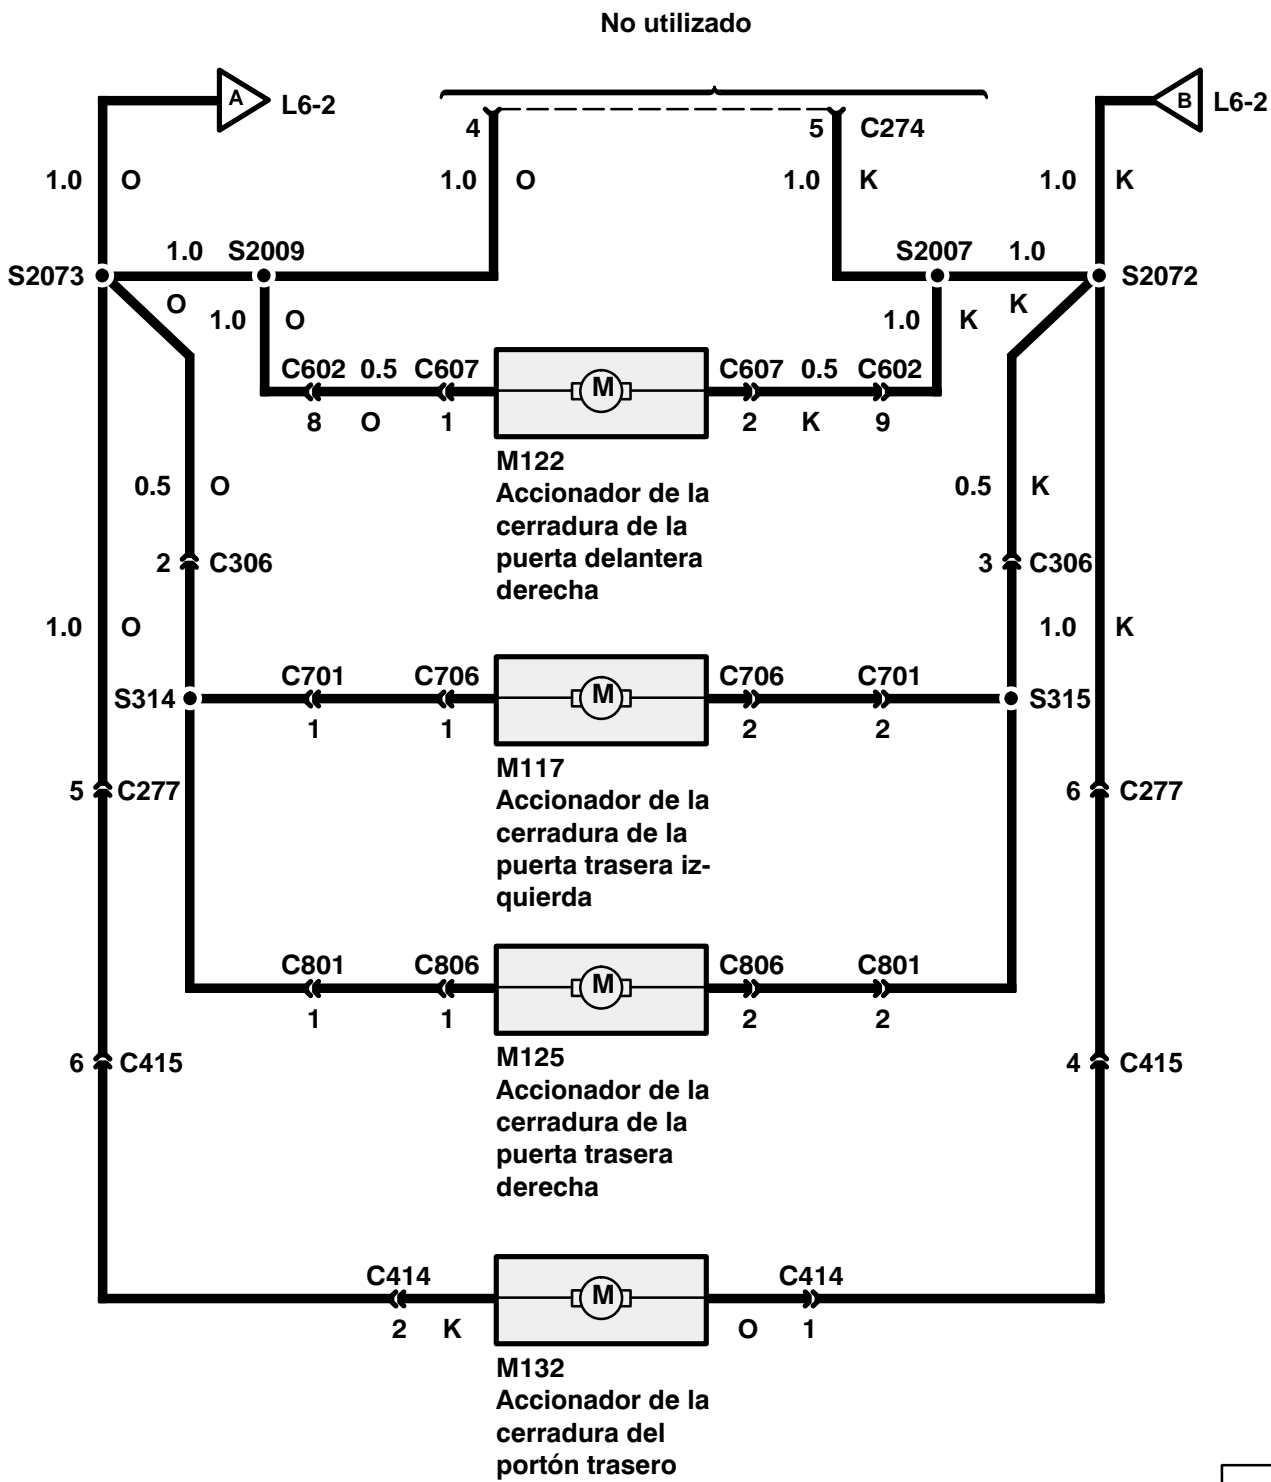 No utilizado
A L6-2
B L6-2
4 5 C274
1.0 O 1.0 O 1.0 K 1.0 K
S2073 1.0 S2009 S2007 1.0 S2072
O K
1.0 O 1.0 K
C602 0.5 C607 M C607 0.5 C602
8 O 1 2 K 9
M122
Accionador de la
cerradura de la
puerta delantera
derecha
0.5 O 0.5 K
2 C306 3 C306
1.0 O 1.0 K
C701 C706 C706 C701
S314 M S315
1 1 2 2
M117
Accionador de la
cerradura de la
puerta trasera iz-
quierda
5 C277 6 C277
C801 C806 M C806 C801
1 1 2 2
M125
Accionador de la
cerradura de la
puerta trasera
derecha
6 C415 4 C415
C414 M C414
2 K O 1
M132
Accionador de la
cerradura del
portón trasero